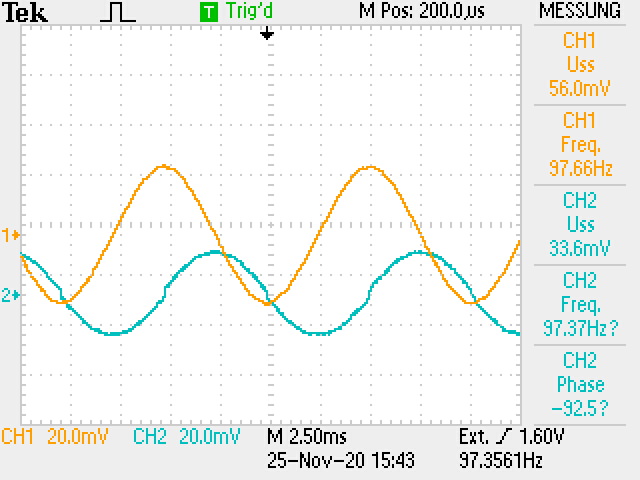 Tek T Trig'd M Pos: 200.0µs MESSUNG
CH1
Uss
56.0mV
CH1
Freq.
97.66Hz
CH2
Uss
33.6mV
CH2
Freq.
97.37Hz?
CH2
Phase
-92.5?
1
2
CH1 20.0mV CH2 20.0mV M 2.50ms Ext. 1.60V
25-Nov-20 15:43 97.3561Hz